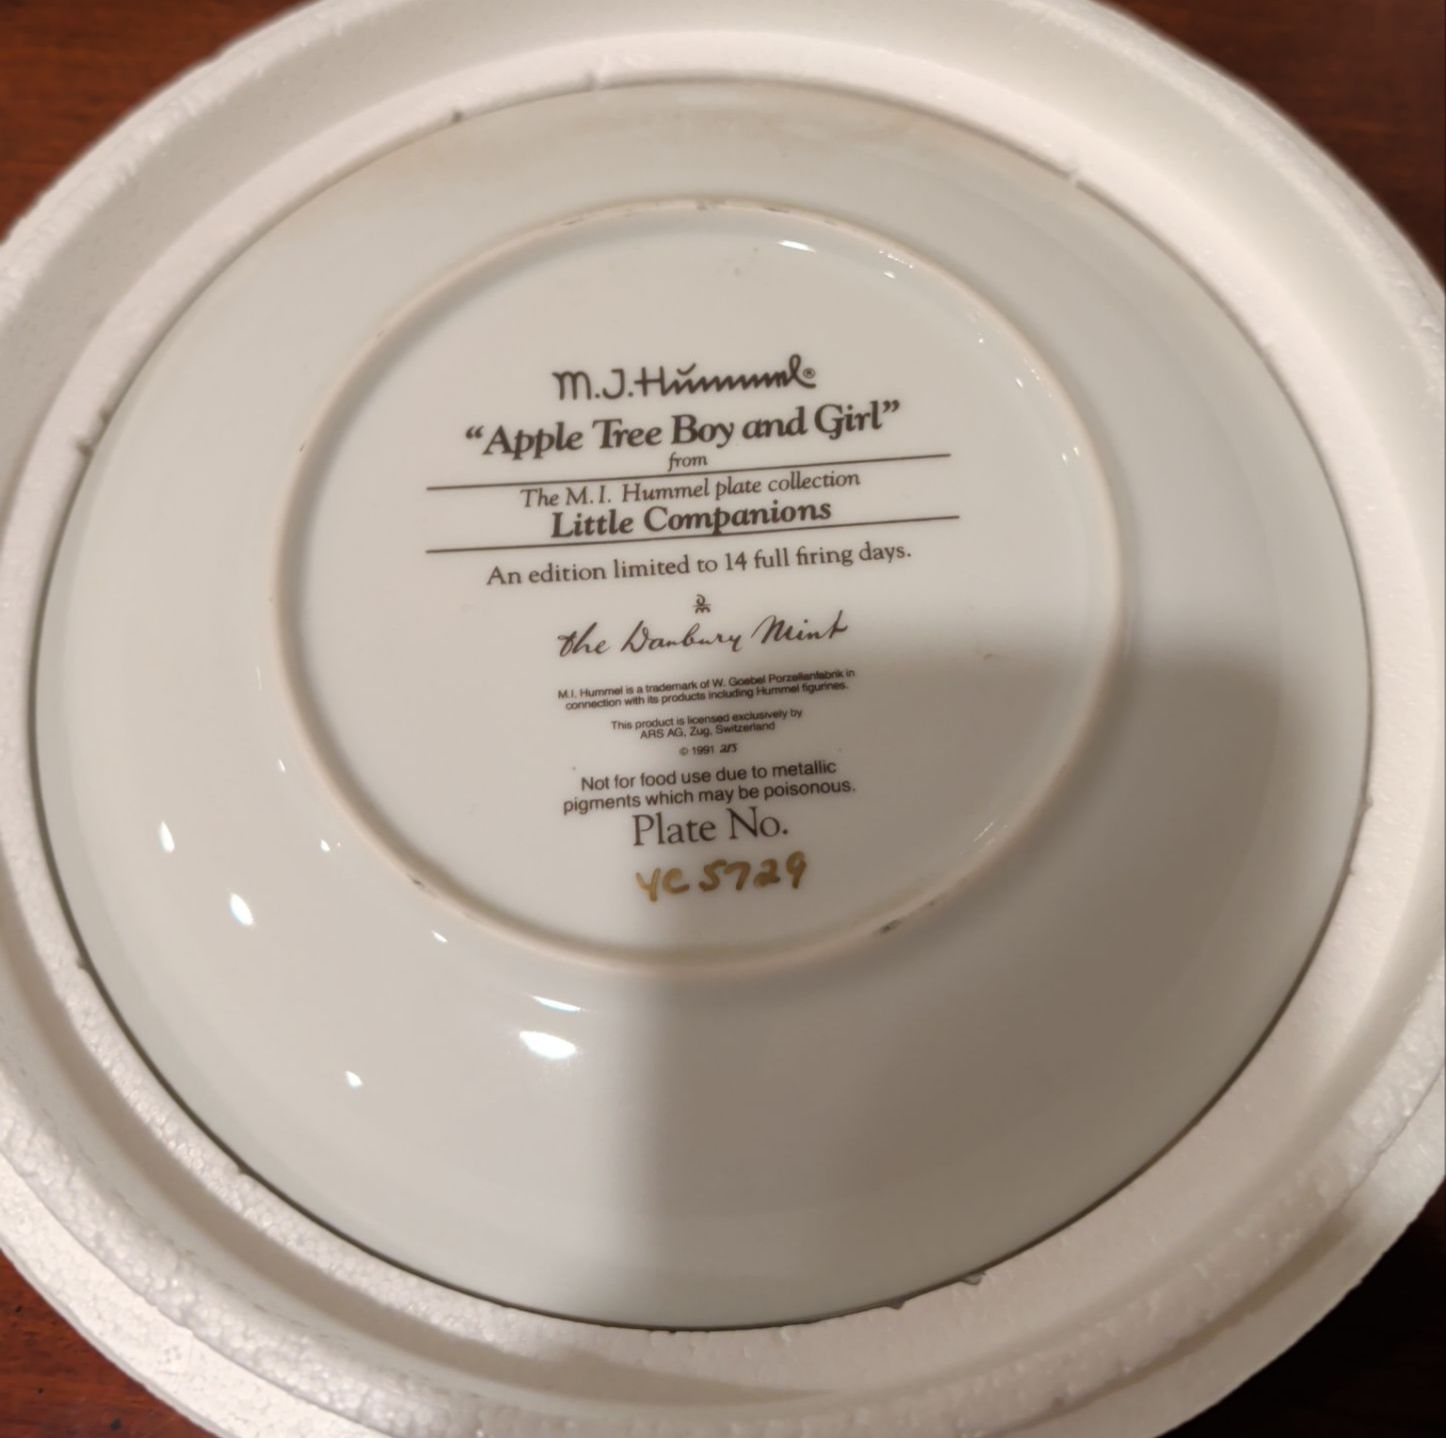 M.J. Hummel®
“Apple Tree Boy and Girl”
from
The M.I. Hummel plate collection
Little Companions
An edition limited to 14 full firing days.
DM
the Danbury Mint
M.I. Hummel is a trademark of W. Goebel Porzellanfabrik in
connection with its products including Hummel figurines.
This product is licensed exclusively by
ARS AG, Zug, Switzerland
© 1991 ars
Not for food use due to metallic
pigments which may be poisonous.
Plate No.
YC5729